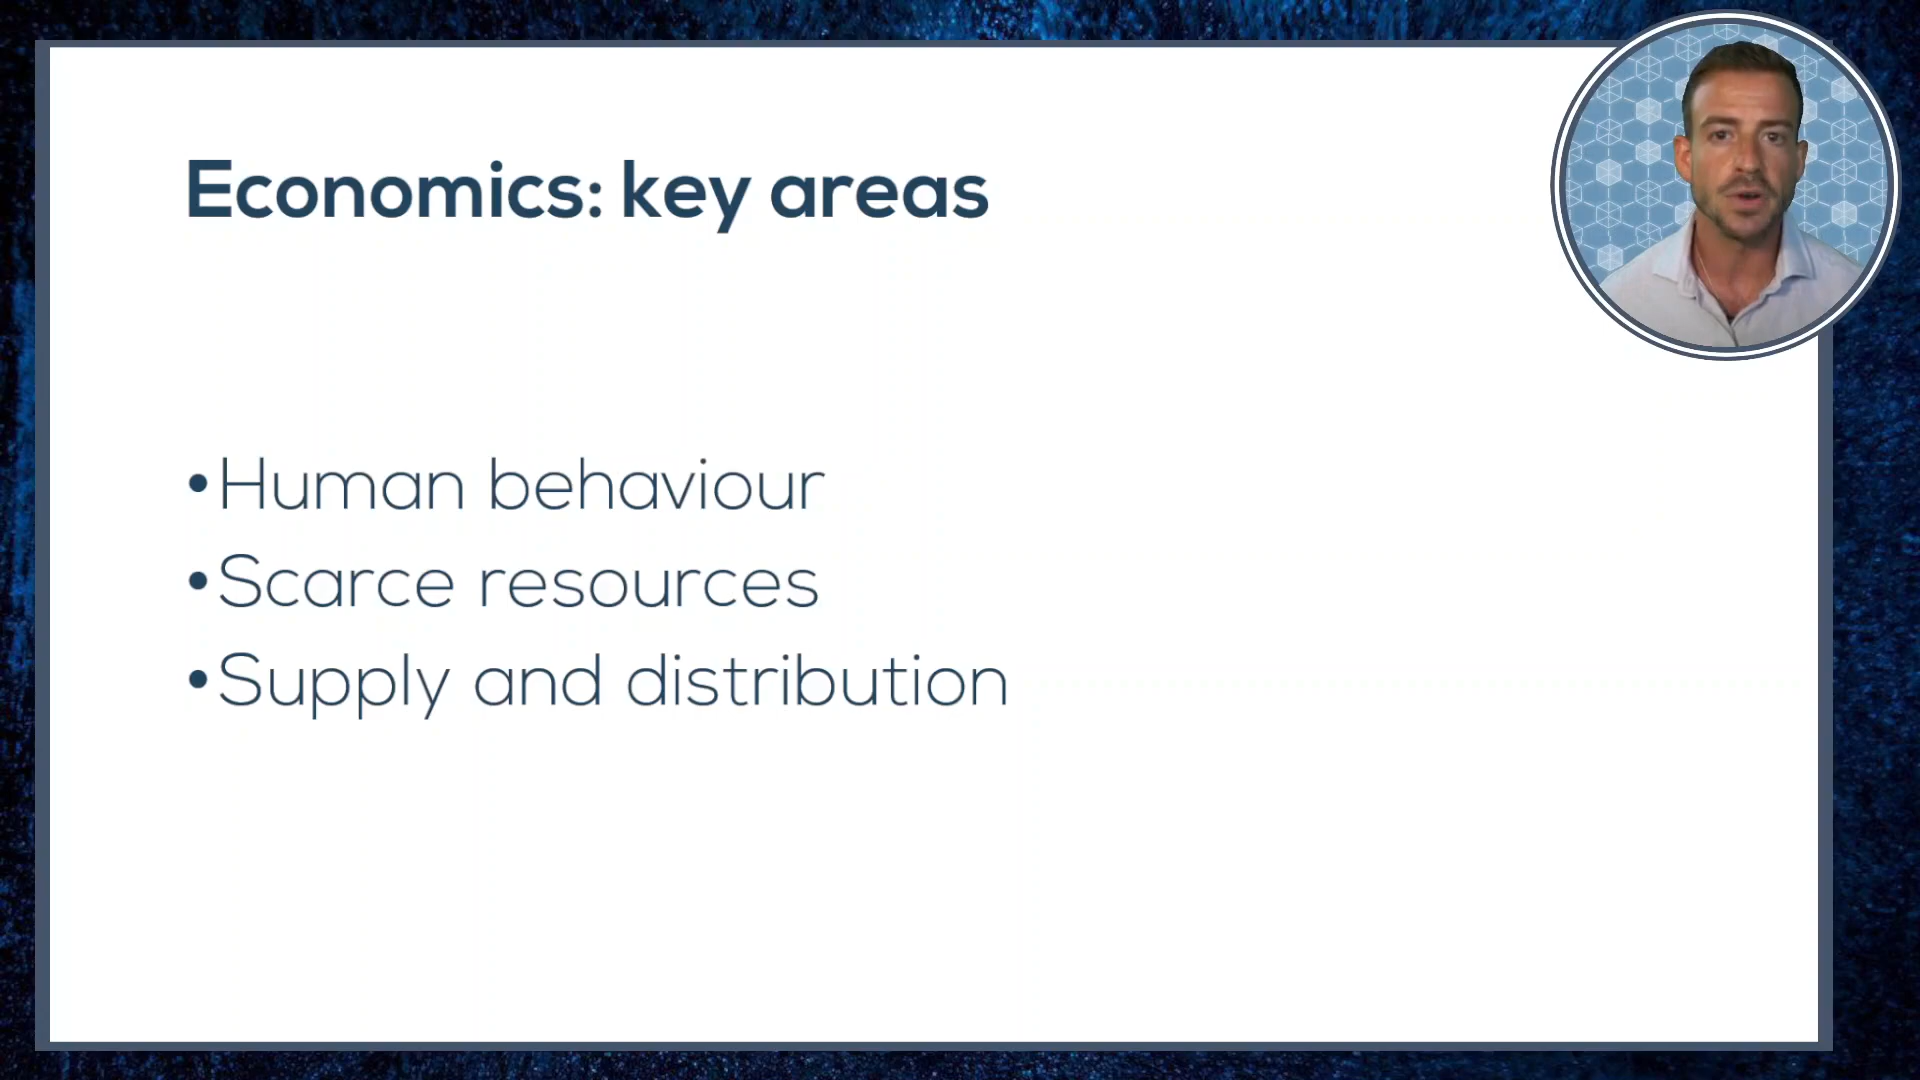 Economics: key areas
•Human behaviour
•Scarce resources
•Supply and distribution